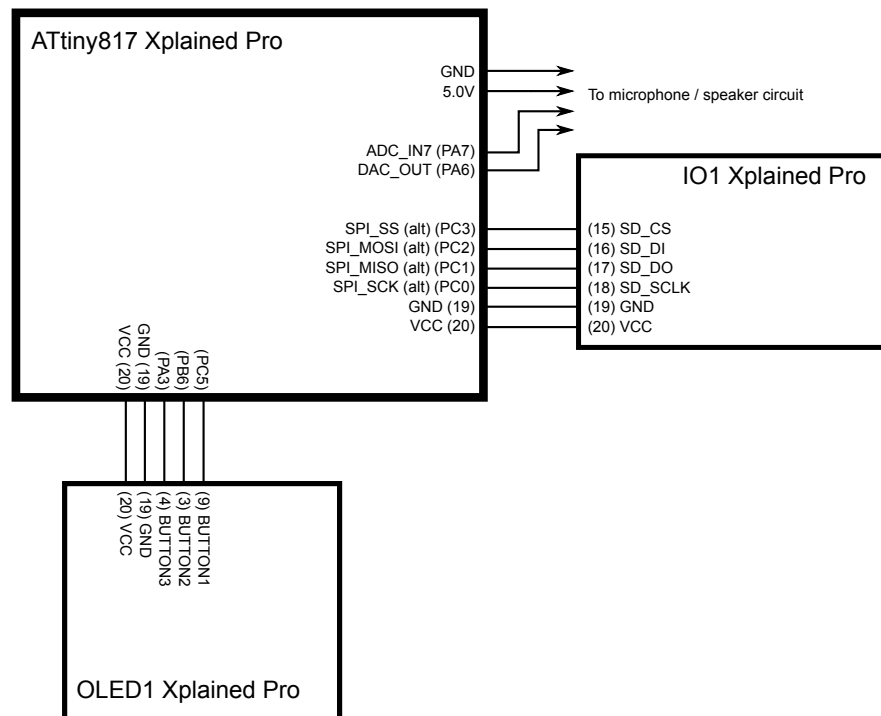 ATtiny817 Xplained Pro
GND
5.0V
To microphone / speaker circuit
ADC_IN7 (PA7)
DAC_OUT (PA6)
IO1 Xplained Pro
SPI_SS (alt) (PC3)
(15) SD_CS
SPI_MOSI (alt) (PC2)
(16) SD_DI
SPI_MISO (alt) (PC1)
(17) SD_DO
SPI_SCK (alt) (PC0)
(18) SD_SCLK
GND (19)
(19) GND
VCC (20)
(20) VCC
VCC (20)
GND (19)
(PA3)
(PB6)
(PC5)
(20) VCC
(19) GND
(4) BUTTON3
(3) BUTTON2
(9) BUTTON1
OLED1 Xplained Pro